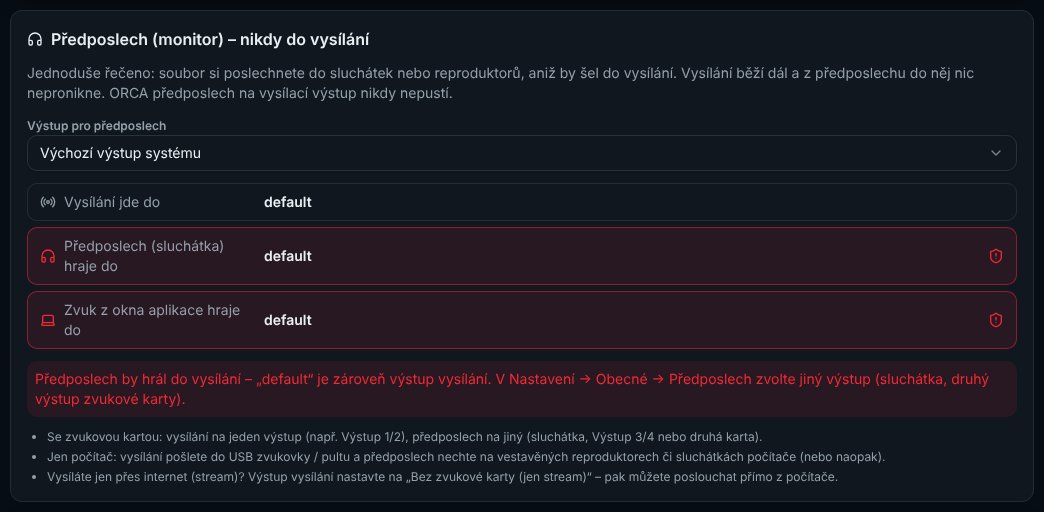 Předposlech (monitor) – nikdy do vysílání
Jednoduše řečeno: soubor si poslechnete do sluchátek nebo reproduktorů, aniž by šel do vysílání. Vysílání běží dál a z předposlechu do něj nic
nepronikne. ORCA předposlech na vysílací výstup nikdy nepustí.
Výstup pro předposlech
Výchozí výstup systému
Vysílání jde do
default
Předposlech (sluchátka)
hraje do
default
Zvuk z okna aplikace hraje
do
default
Předposlech by hrál do vysílání – „default“ je zároveň výstup vysílání. V Nastavení → Obecné → Předposlech zvolte jiný výstup (sluchátka, druhý
výstup zvukové karty).
• Se zvukovou kartou: vysílání na jeden výstup (např. Výstup 1/2), předposlech na jiný (sluchátka, Výstup 3/4 nebo druhá karta).
• Jen počítač: vysílání pošlete do USB zvukovky / pultu a předposlech nechte na vestavěných reproduktorech či sluchátkách počítače (nebo naopak).
• Vysíláte jen přes internet (stream)? Výstup vysílání nastavte na „Bez zvukové karty (jen stream)“ – pak můžete poslouchat přímo z počítače.